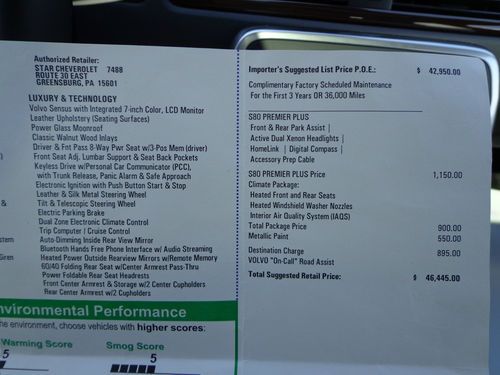 Authorized Retailer:
STAR CHEVROLET 7488
ROUTE 30 EAST
GREENSBURG, PA 15601
LUXURY & TECHNOLOGY
Volvo Sensus with Integrated 7-inch Color, LCD Monitor
Leather Upholstery (Seating Surfaces)
Power Glass Moonroof
Classic Walnut Wood Inlays
Driver & Fnt Pass 8-Way Pwr Seat w/3-Pos Mem (driver)
Front Seat Adj. Lumbar Support & Seat Back Pockets
Keyless Drive w/Personal Car Communicator (PCC),
with Trunk Release, Panic Alarm & Safe Approach
Electronic Ignition with Push Button Start & Stop
Leather & Silk Metal Steering Wheel
Tilt & Telescopic Steering Wheel
Electric Parking Brake
Dual Zone Electronic Climate Control
Trip Computer | Cruise Control
Auto-Dimming Inside Rear View Mirror
Bluetooth Hands Free Phone Interface w/ Audio Streaming
Heated Power Outside Rearview Mirrors w/Remote Memory
60/40 Folding Rear Seat w/Center Armrest Pass-Thru
Power Foldable Rear Seat Headrests
Front Center Armrest & Storage w/2 Center Cupholders
Rear Center Armrest w/2 Cupholders
stem
Siren
nvironmental Performance
he environment, choose vehicles with higher scores:
Warming Score Smog Score
5 5
Importer's Suggested List Price P.O.E.: $ 42,950.00
Complimentary Factory Scheduled Maintenance
For the First 3 Years OR 36,000 Miles
S80 PREMIER PLUS
Front & Rear Park Assist |
Active Dual Xenon Headlights |
HomeLink | Digital Compass |
Accessory Prep Cable
S80 PREMIER PLUS Price 1,150.00
Climate Package:
Heated Front and Rear Seats
Heated Windshield Washer Nozzles
Interior Air Quality System (IAQS)
Total Package Price 900.00
Metallic Paint 550.00
Destination Charge 895.00
VOLVO "On-Call" Road Assist
Total Suggested Retail Price: $ 46,445.00